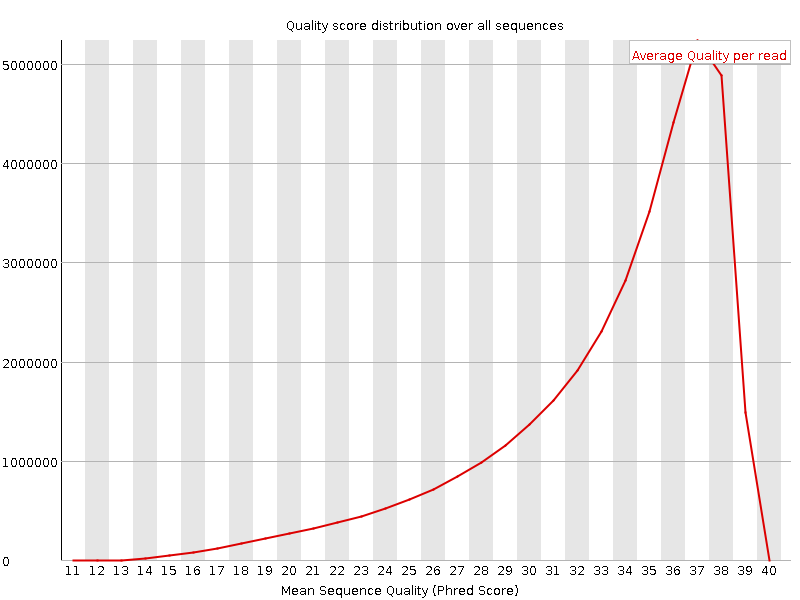 Quality score distribution over all sequences
Average Quality per read
5000000
4000000
3000000
2000000
1000000
0
11 12 13 14 15 16 17 18 19 20 21 22 23 24 25 26 27 28 29 30 31 32 33 34 35 36 37 38 39 40
Mean Sequence Quality (Phred Score)